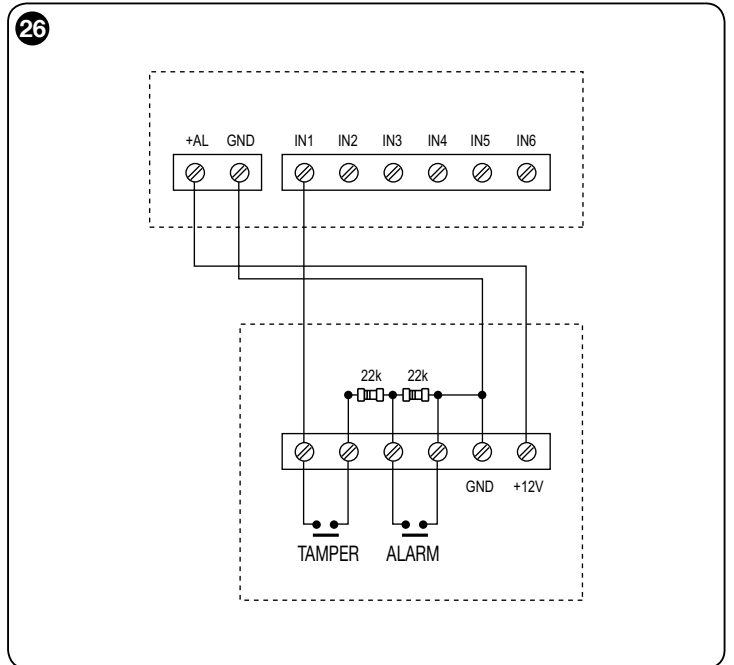 26
+AL GND IN1 IN2 IN3 IN4 IN5 IN6
22k 22k
GND +12V
TAMPER ALARM